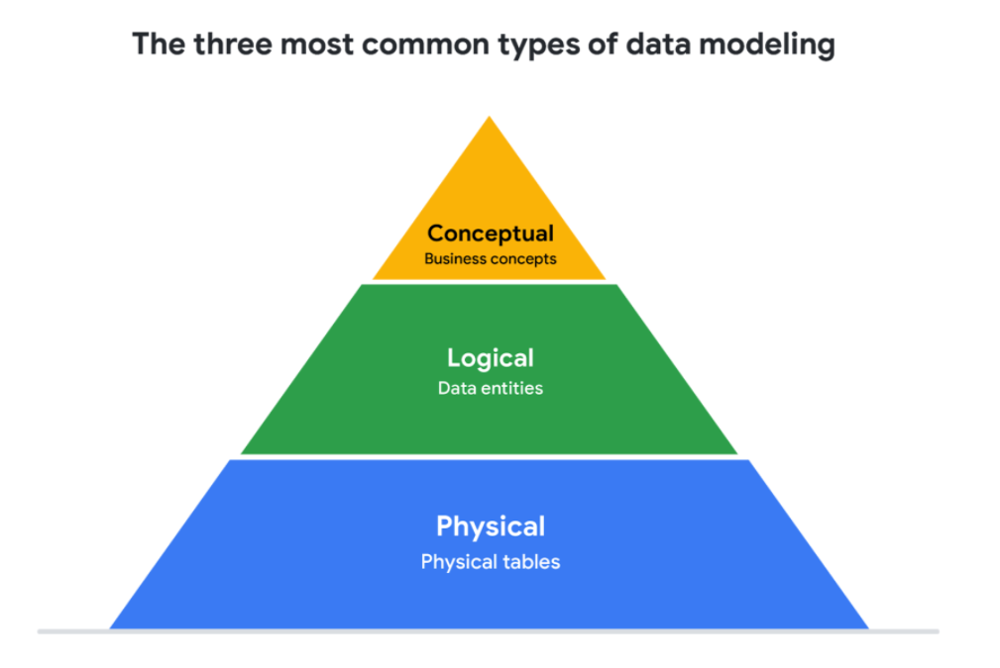 The three most common types of data modeling
Conceptual
Business concepts
Logical
Data entities
Physical
Physical tables